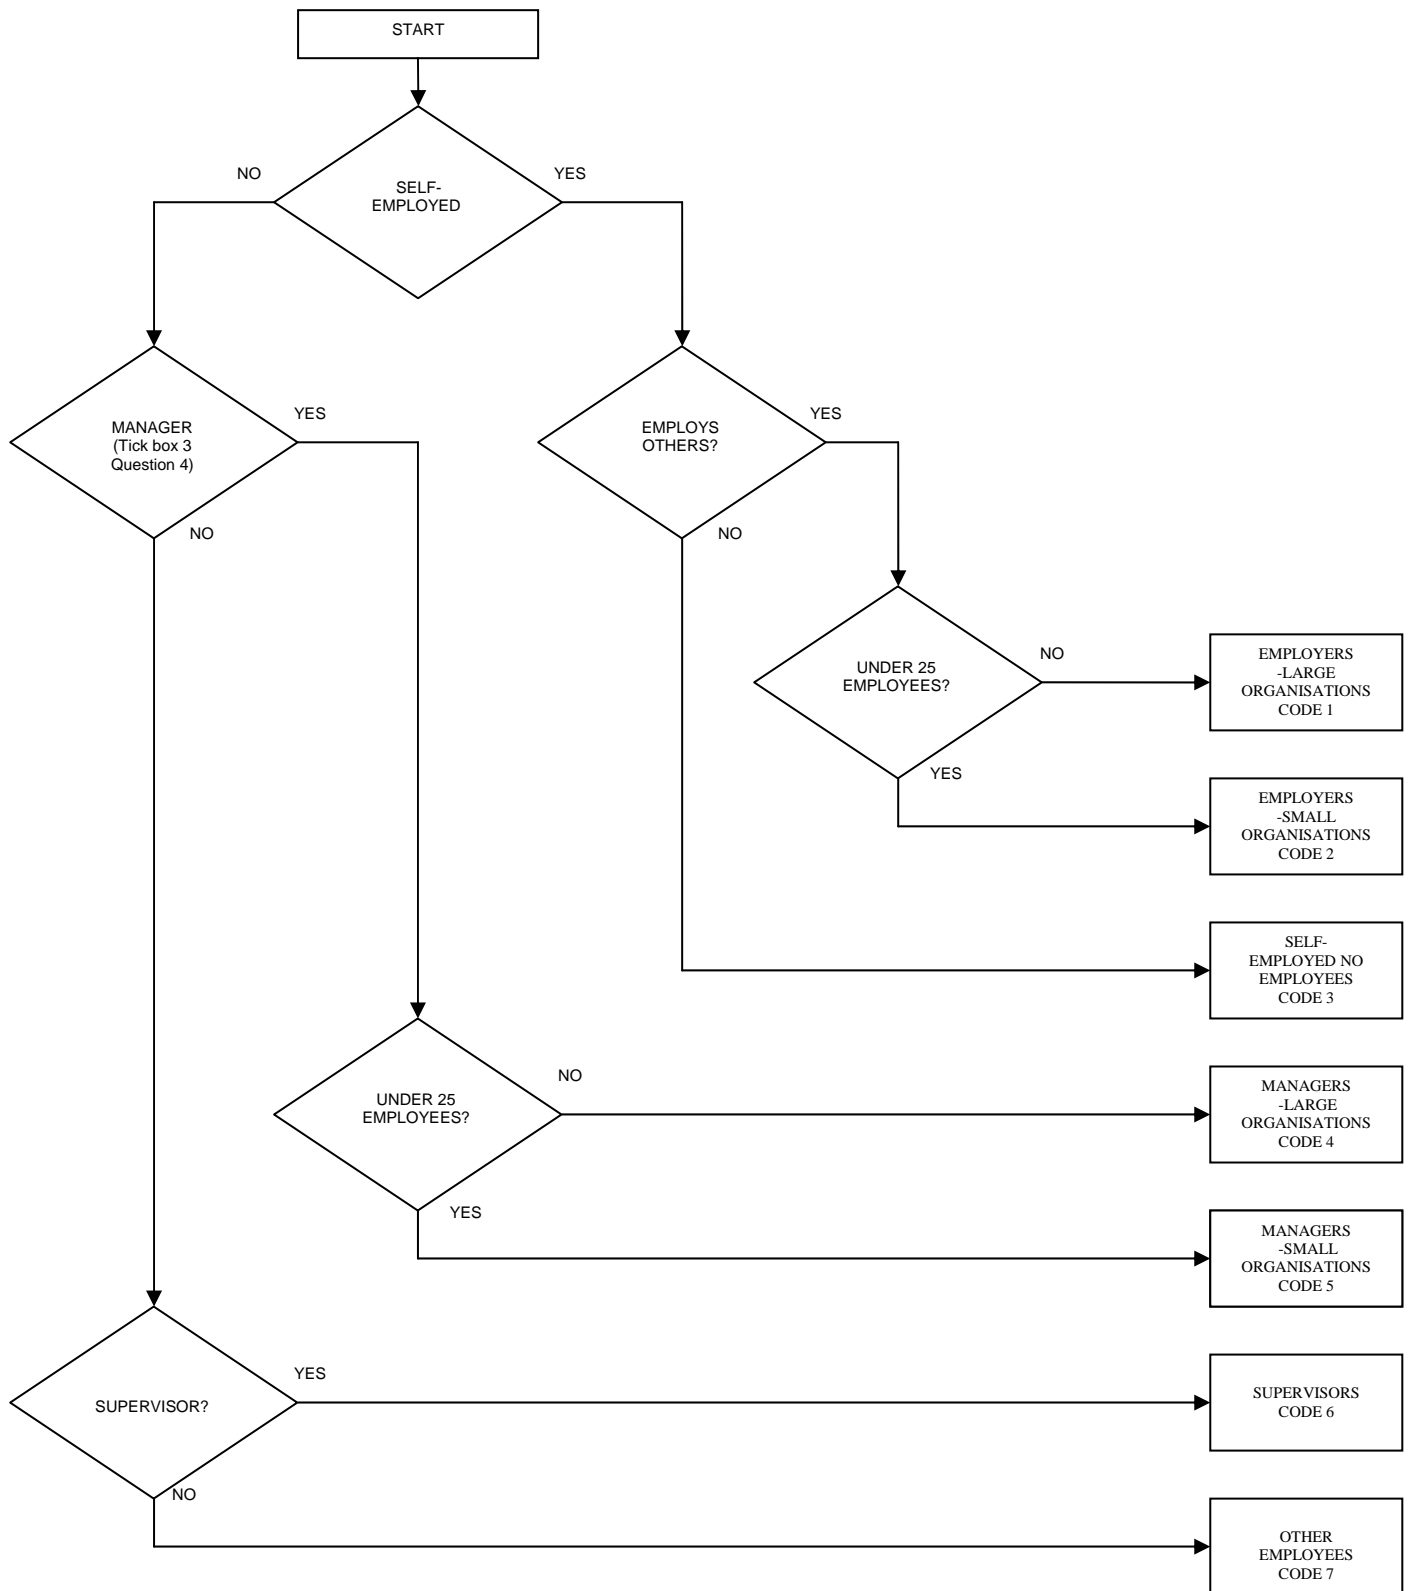 START
NO
YES
SELF-
EMPLOYED
MANAGER
(Tick box 3
Question 4)
YES
NO
EMPLOYS
OTHERS?
YES
NO
UNDER 25
EMPLOYEES?
NO
YES
EMPLOYERS
-LARGE
ORGANISATIONS
CODE 1
EMPLOYERS
-SMALL
ORGANISATIONS
CODE 2
SELF-
EMPLOYED NO
EMPLOYEES
CODE 3
UNDER 25
EMPLOYEES?
NO
YES
MANAGERS
-LARGE
ORGANISATIONS
CODE 4
MANAGERS
-SMALL
ORGANISATIONS
CODE 5
SUPERVISOR?
YES
NO
SUPERVISORS
CODE 6
OTHER
EMPLOYEES
CODE 7